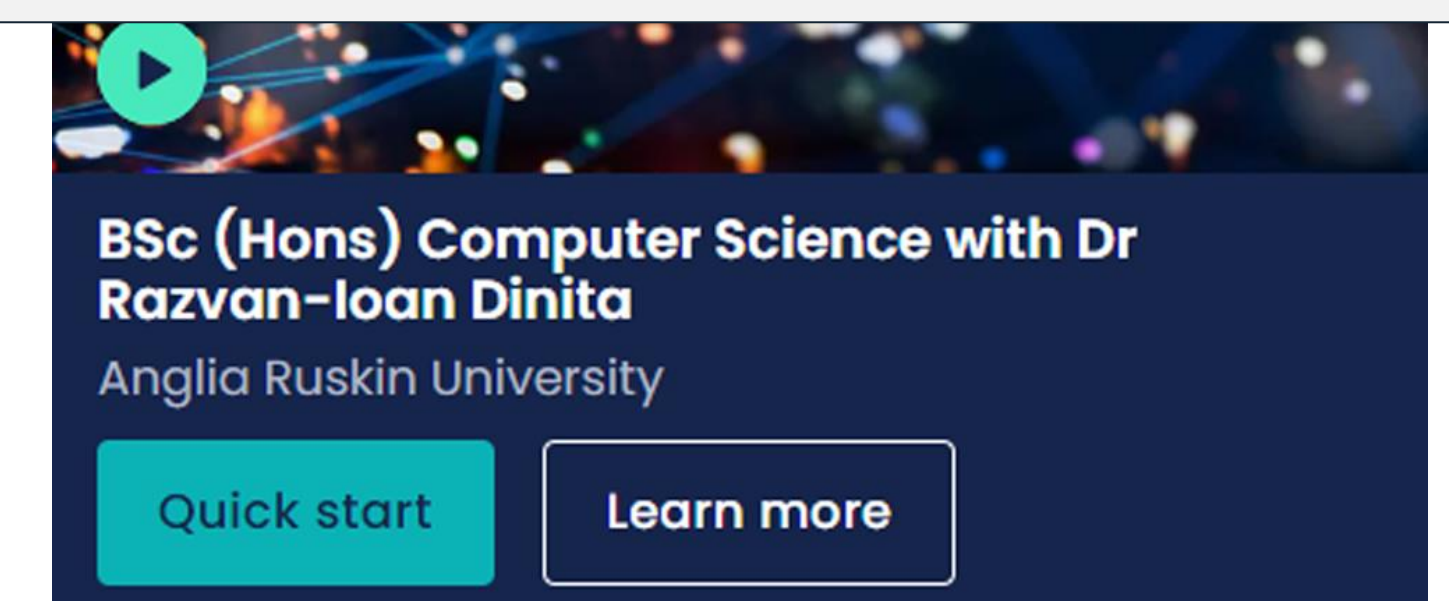 BSc (Hons) Computer Science with Dr
Razvan-Ioan Dinita
Anglia Ruskin University
Quick start
Learn more